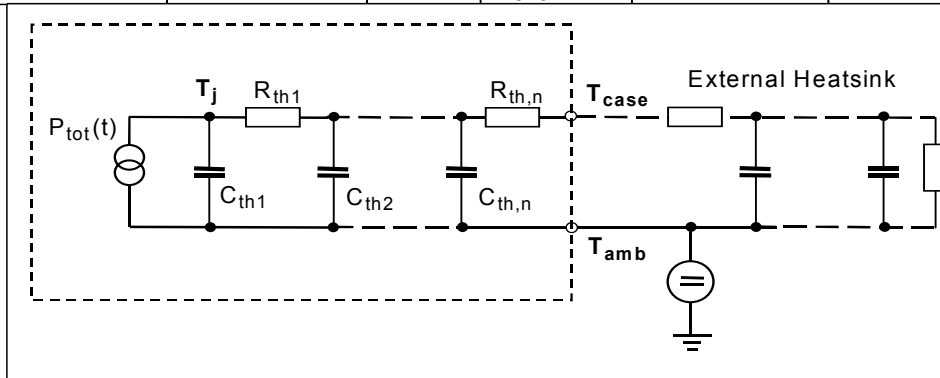 External Heatsink
T_j R_th1 R_th,n T_case
P_tot(t)
C_th1 C_th2 C_th,n
T_amb